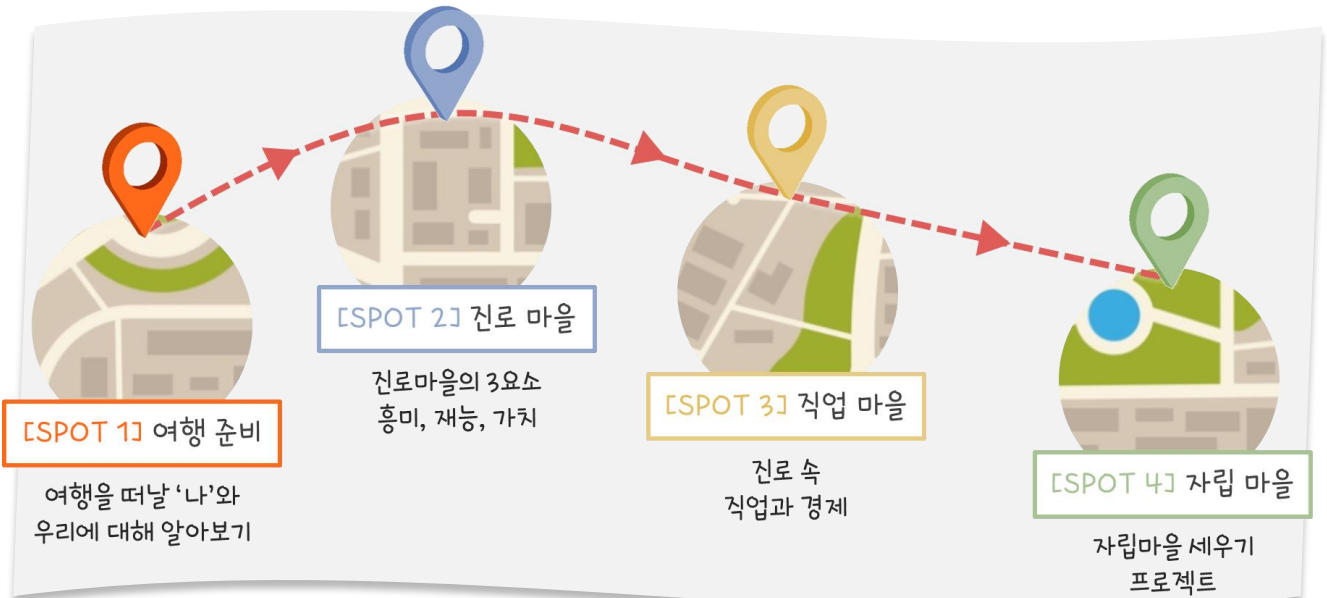 [SPOT 1] 여행 준비
여행을 떠날 ‘나’와
우리에 대해 알아보기
[SPOT 2] 진로 마을
진로마을의 3요소
흥미, 재능, 가치
[SPOT 3] 직업 마을
진로 속
직업과 경제
[SPOT 4] 자립 마을
자립마을 세우기
프로젝트